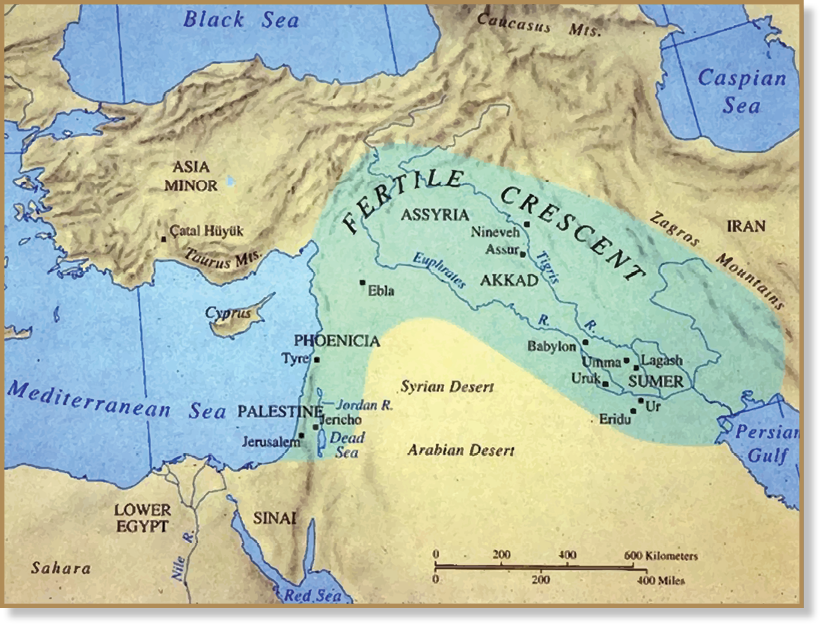 Black Sea
Caucasus Mts.
Caspian
Sea
ASIA
MINOR
FERTILE CRESCENT
ASSYRIA
Nineveh
Assur
Zagros Mountains
IRAN
Çatal Hüyük
Taurus Mts.
Euphrates
R.
Tigris
R.
AKKAD
Ebla
Cyprus
PHOENICIA
Tyre
Babylon
Umma
Lagash
Uruk
SUMER
Ur
Eridu
Syrian Desert
Mediterranean Sea
PALESTINE
Jordan R.
Jericho
Jerusalem
Dead
Sea
Arabian Desert
Persian
Gulf
LOWER
EGYPT
SINAI
Nile R.
Sahara
Red Sea
0 200 400 600 Kilometers
0 200 400 Miles